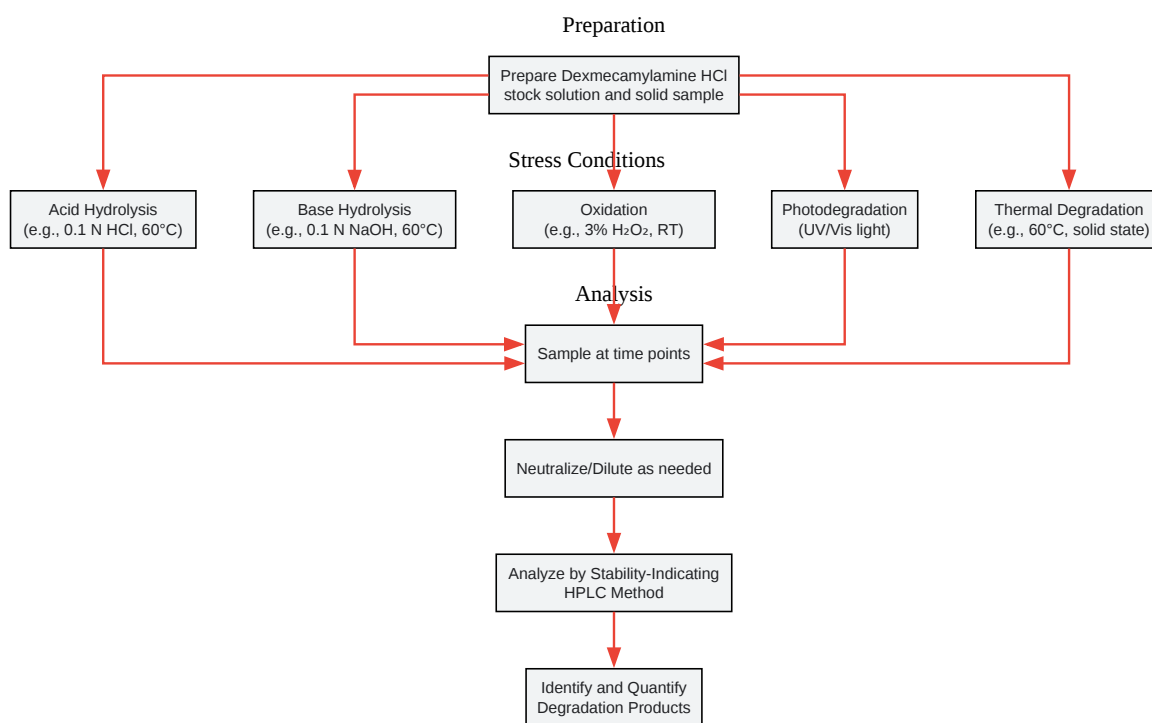 Preparation
Prepare Dexmecamylamine HCl
stock solution and solid sample
Stress Conditions
Acid Hydrolysis
(e.g., 0.1 N HCl, 60°C)
Base Hydrolysis
(e.g., 0.1 N NaOH, 60°C)
Oxidation
(e.g., 3% H₂O₂, RT)
Photodegradation
(UV/Vis light)
Thermal Degradation
(e.g., 60°C, solid state)
Analysis
Sample at time points
Neutralize/Dilute as needed
Analyze by Stability-Indicating
HPLC Method
Identify and Quantify
Degradation Products